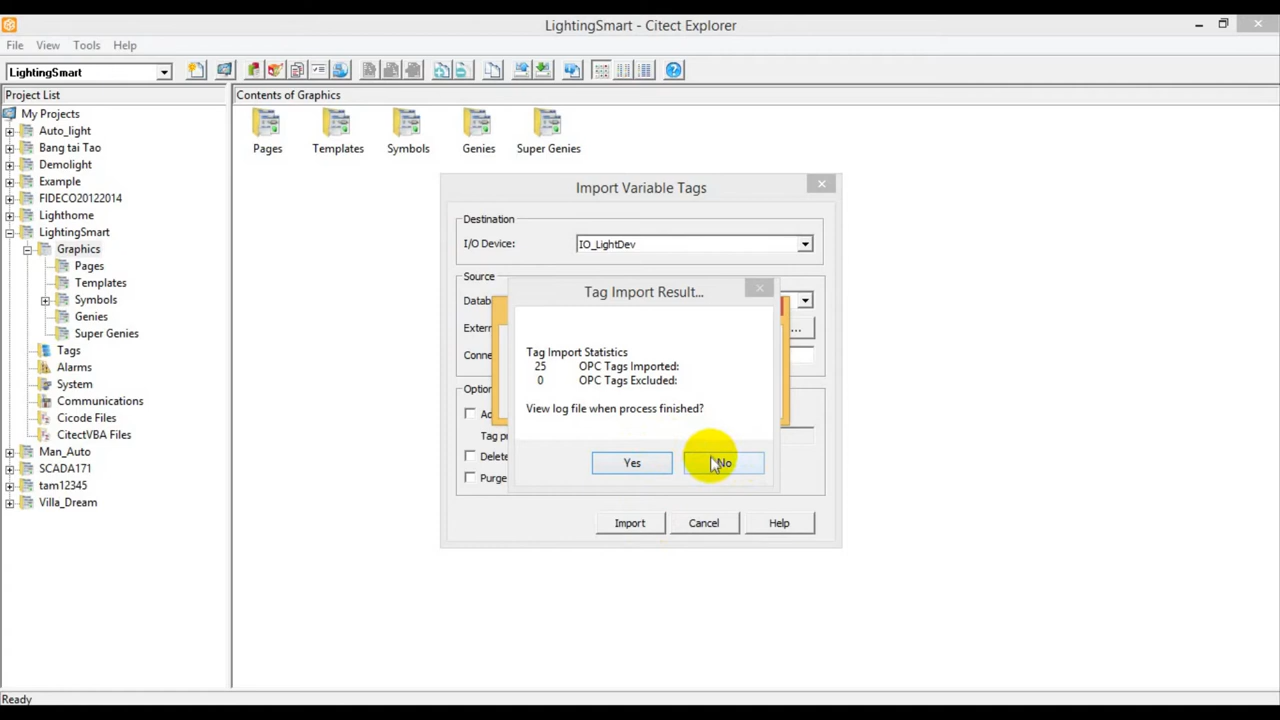 LightingSmart - Citect Explorer
File View Tools Help
LightingSmart
Project List
Contents of Graphics
My Projects
Auto_light
Bang tai Tao
Demolight
Example
FIDECO20122014
Lighthome
LightingSmart
Graphics
Pages
Templates
Symbols
Genies
Super Genies
Tags
Alarms
System
Communications
Cicode Files
CitectVBA Files
Man_Auto
SCADA171
tam12345
Villa_Dream
Pages Templates Symbols Genies Super Genies
Import Variable Tags
Destination
I/O Device: IO_LightDev
Source
Tag Import Result...
...
Tag Import Statistics
25 OPC Tags Imported:
0 OPC Tags Excluded:
View log file when process finished?
Yes No
Delete
Purge
Import Cancel Help
Ready